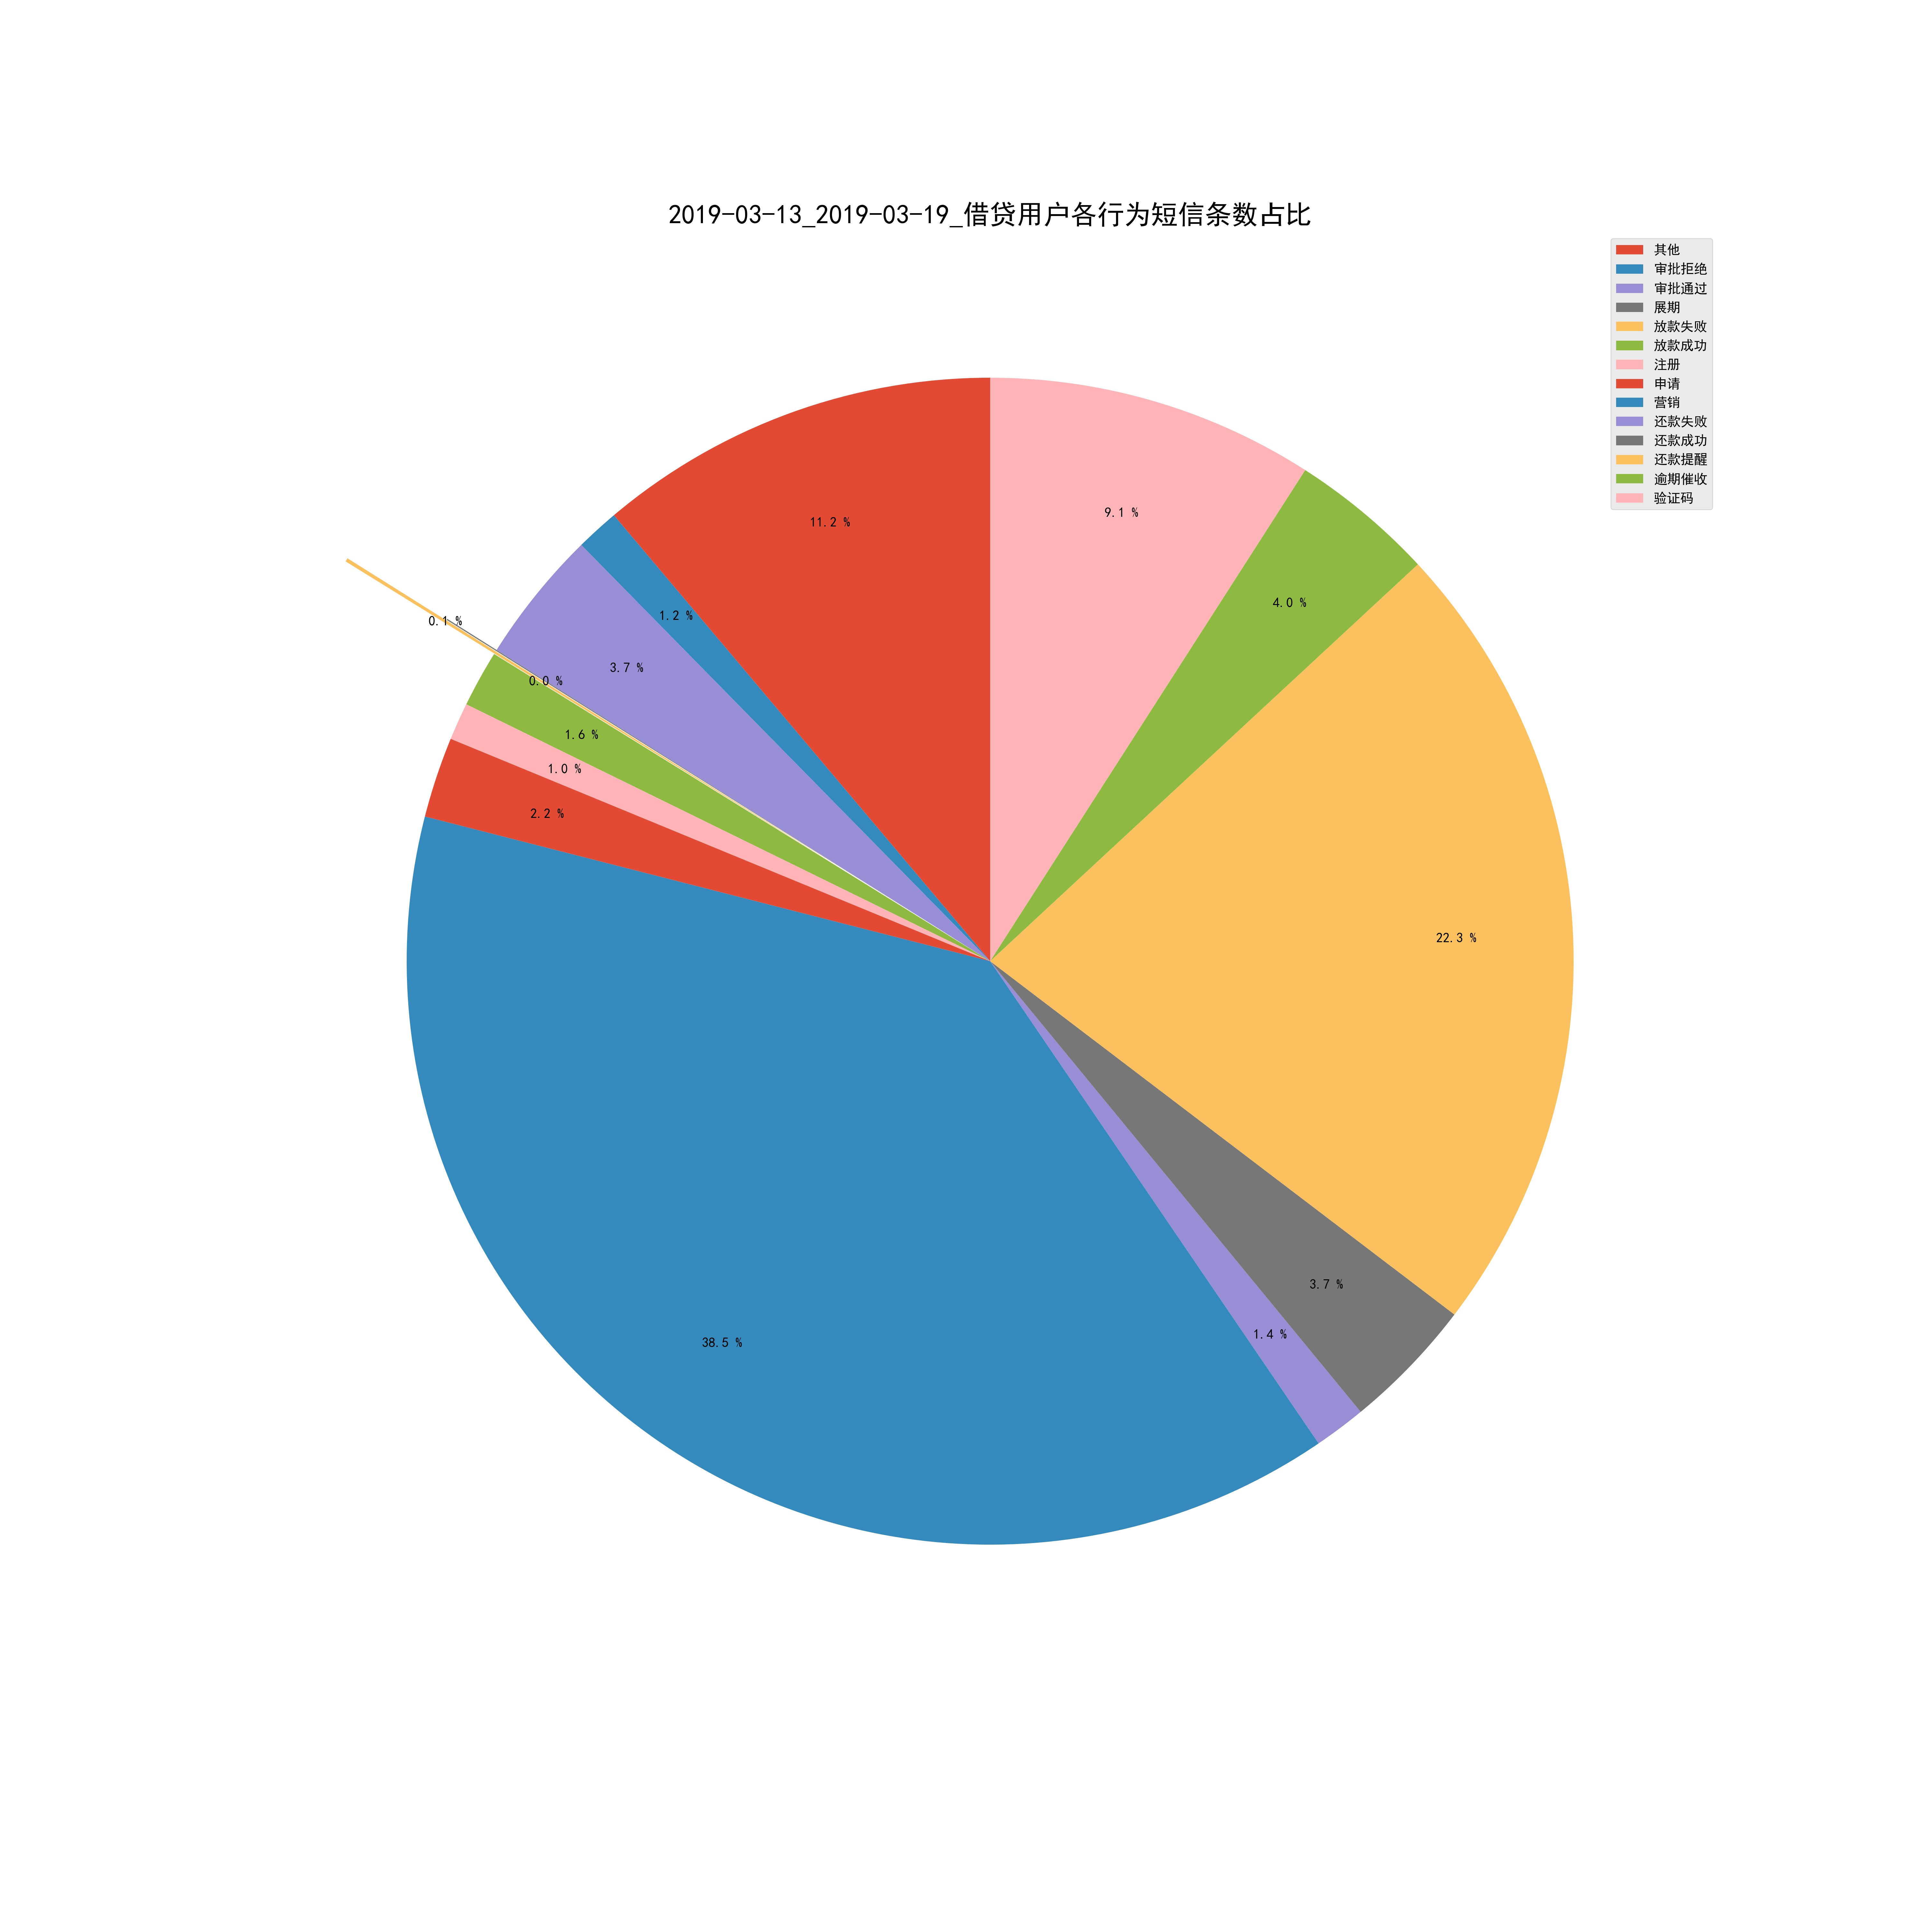 2019-03-13_2019-03-19_借贷用户各行为短信条数占比
其他
审批拒绝
审批通过
展期
放款失败
放款成功
注册
申请
营销
还款失败
还款成功
还款提醒
逾期催收
验证码
11.2 %
9.1 %
4.0 %
1.2 %
0.1 %
3.7 %
0.0 %
1.6 %
1.0 %
2.2 %
22.3 %
3.7 %
1.4 %
38.5 %